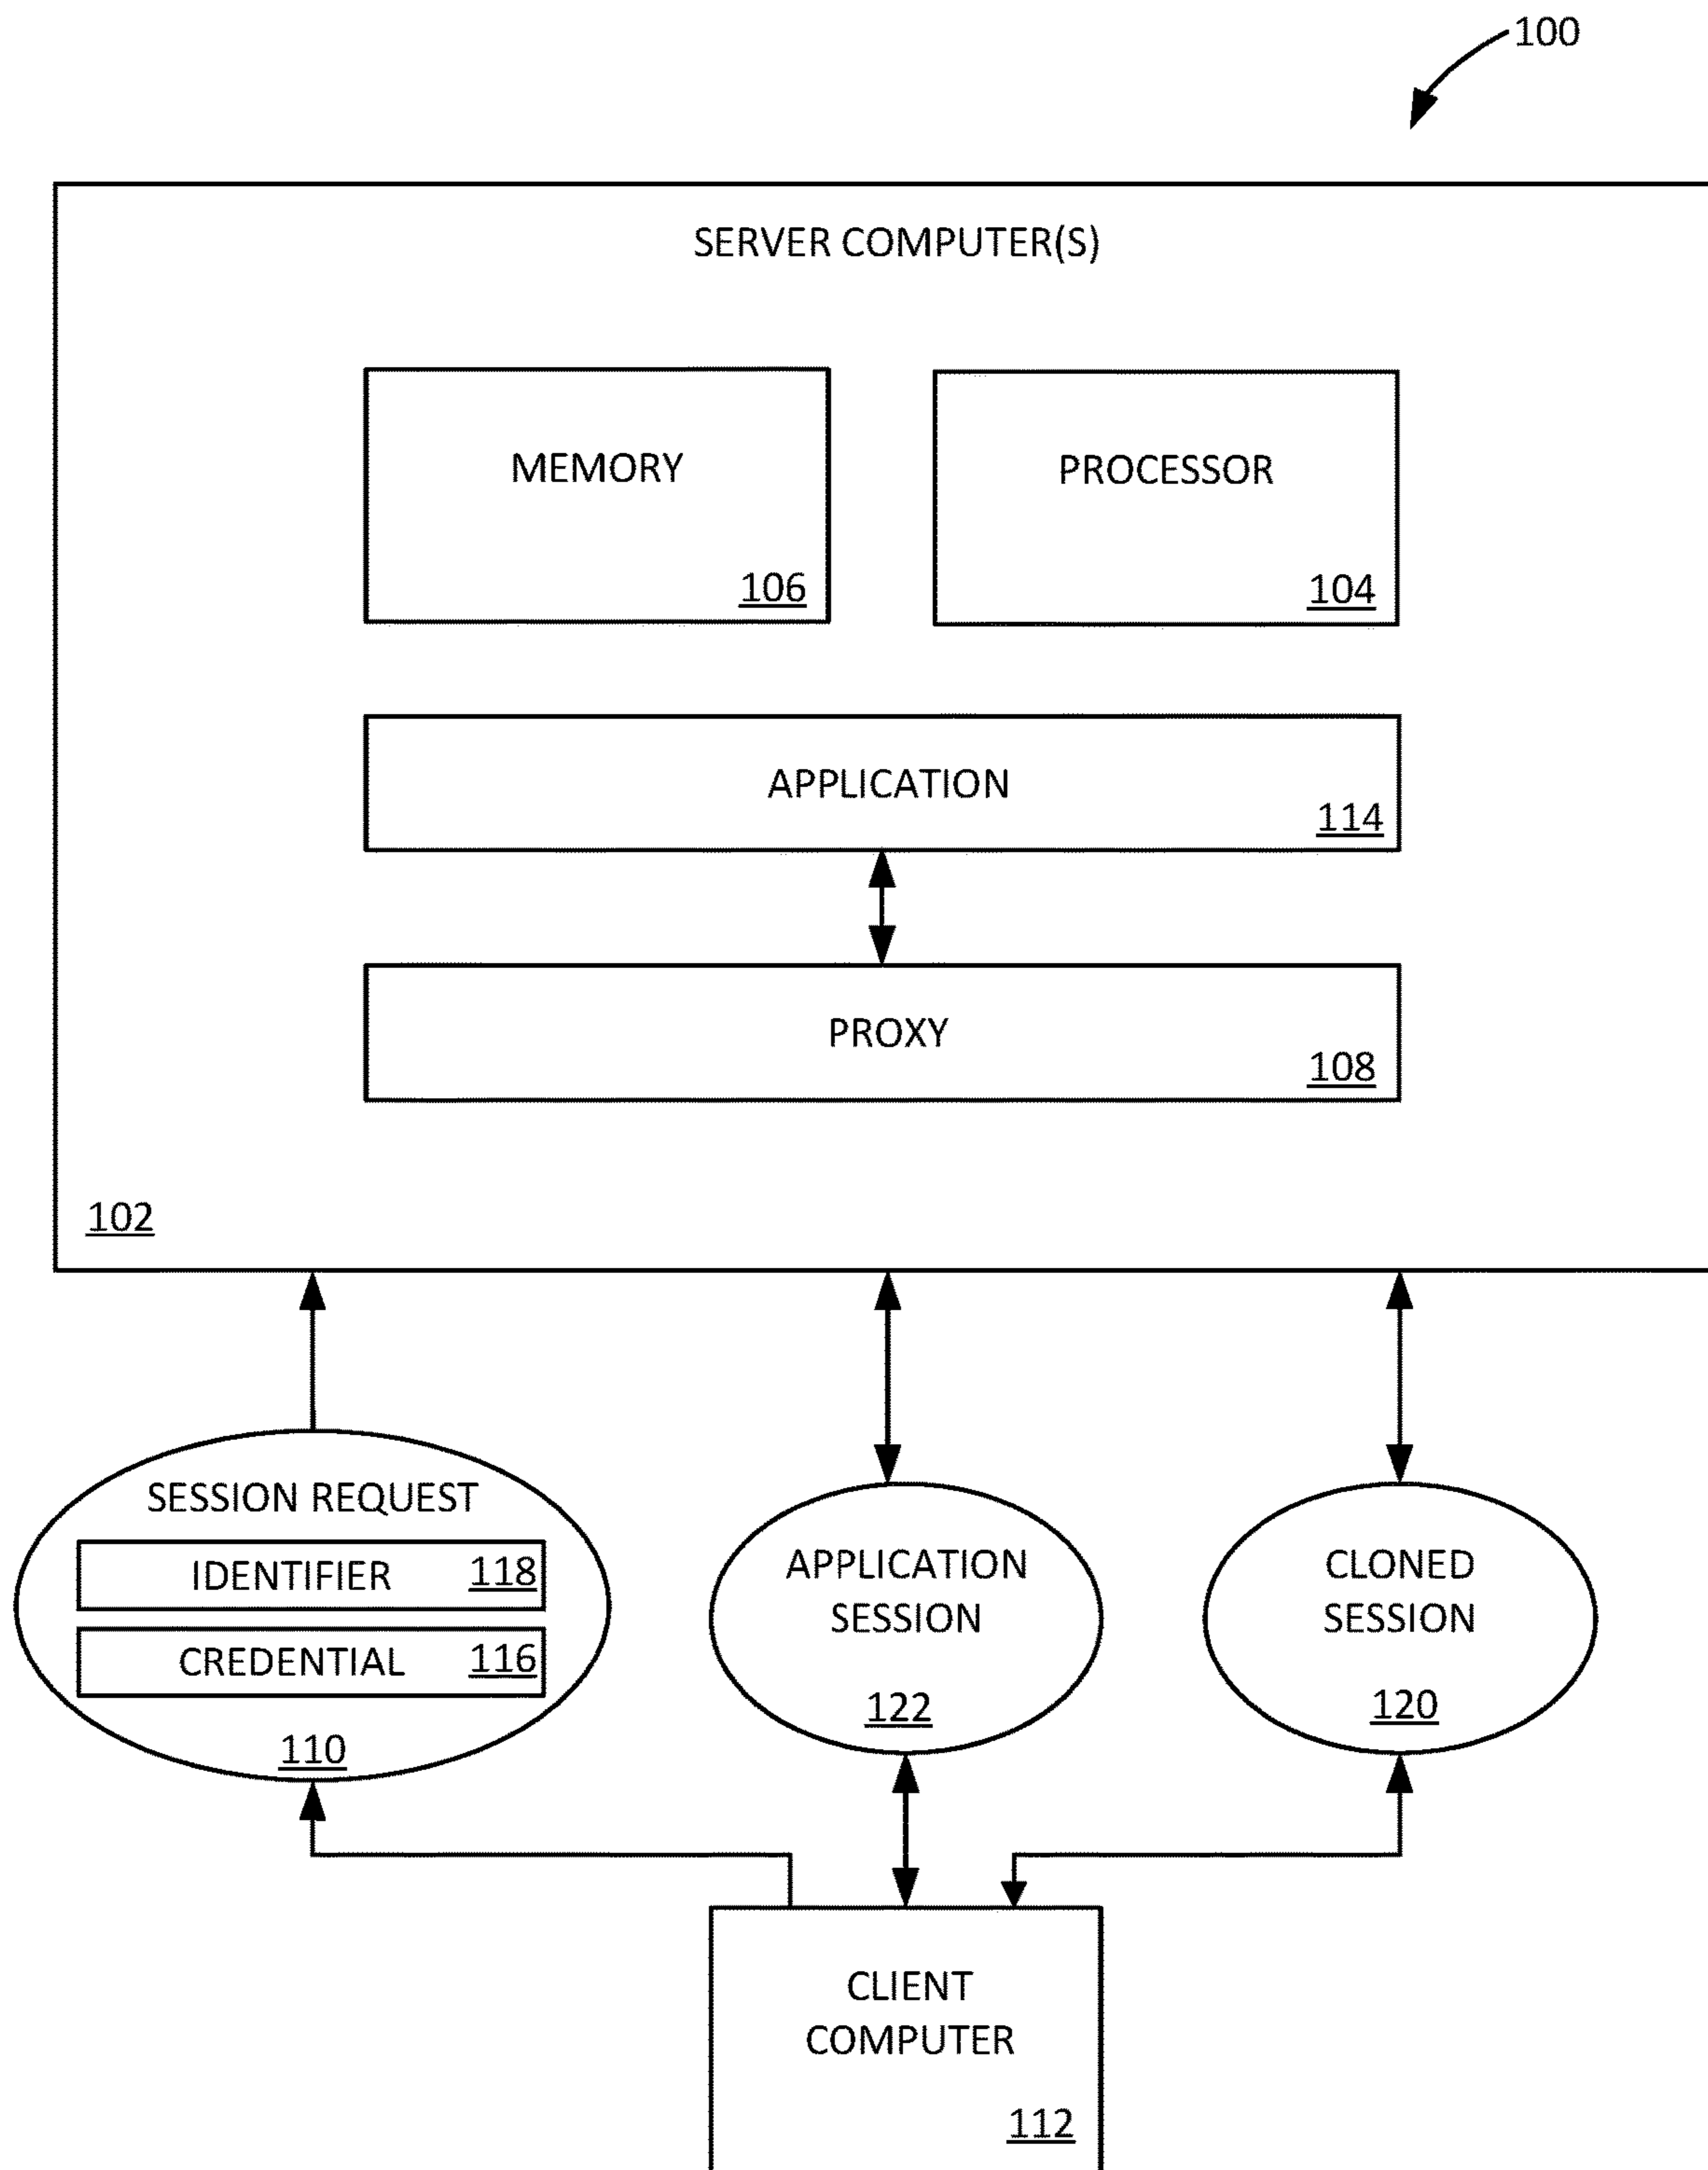 100
SERVER COMPUTER(S)
MEMORY
106
PROCESSOR
104
APPLICATION
114
PROXY
108
102
SESSION REQUEST
IDENTIFIER 118
CREDENTIAL 116
110
APPLICATION
SESSION
122
CLONED
SESSION
120
CLIENT
COMPUTER
112